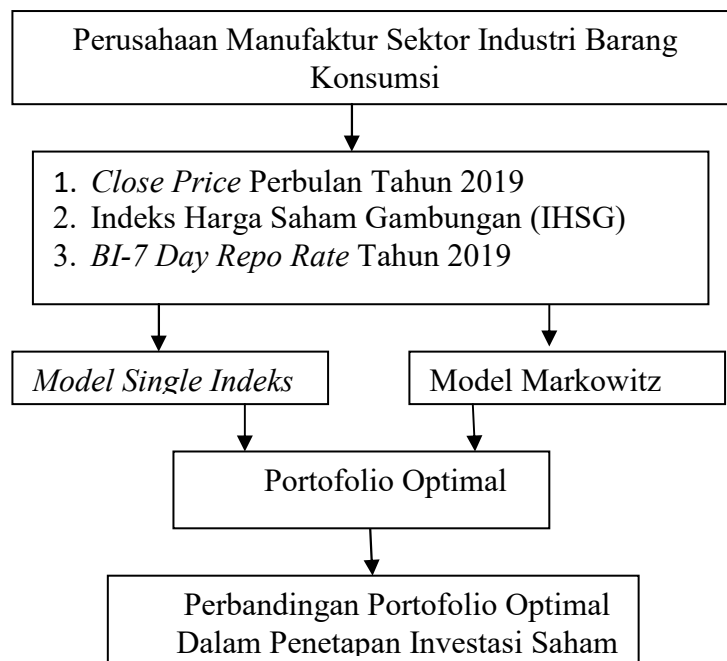 Perusahaan Manufaktur Sektor Industri Barang
Konsumsi
1. Close Price Perbulan Tahun 2019
2. Indeks Harga Saham Gambungan (IHSG)
3. BI-7 Day Repo Rate Tahun 2019
Model Single Indeks
Model Markowitz
Portofolio Optimal
Perbandingan Portofolio Optimal
Dalam Penetapan Investasi Saham